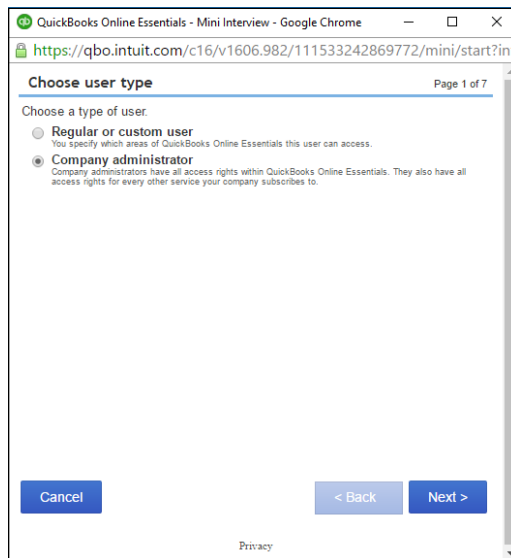 QuickBooks Online Essentials - Mini Interview - Google Chrome
https://qbo.intuit.com/c16/v1606.982/111533242869772/mini/start?in
Choose user type
Page 1 of 7
Choose a type of user.
Regular or custom user
You specify which areas of QuickBooks Online Essentials this user can access.
Company administrator
Company administrators have all access rights within QuickBooks Online Essentials. They also have all
access rights for every other service your company subscribes to.
Cancel
< Back
Next >
Privacy